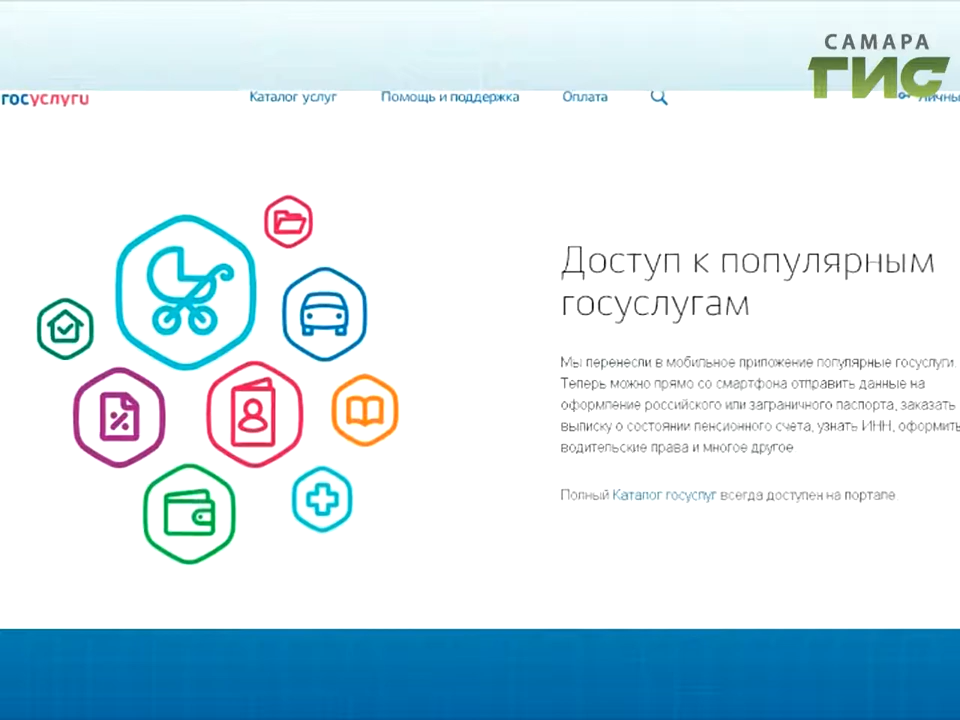 САМАРА
ГИС
госуслуги Каталог услуг Помощь и поддержка Оплата
Доступ к популярным
госуслугам
Мы перенесли в мобильное приложение популярные госуслуги.
Теперь можно прямо со смартфона отправить данные на
оформление российского или заграничного паспорта, заказать
выписку о состоянии пенсионного счета, узнать ИНН, оформить
водительские права и многое другое.
Полный Каталог госуслуг всегда доступен на портале.